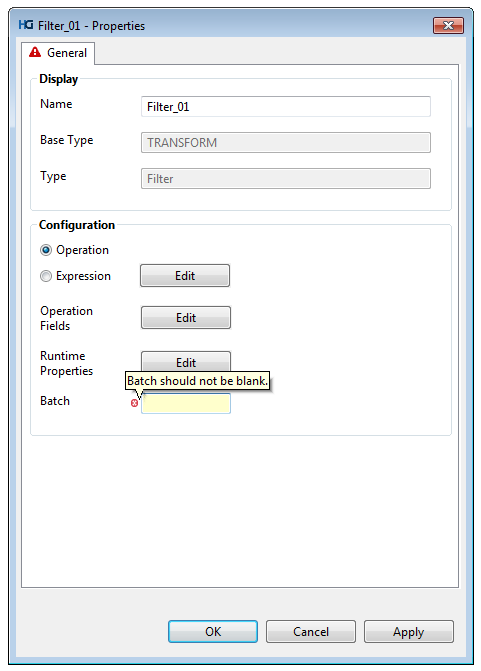 HG Filter_01 - Properties
General
Display
Name Filter_01
Base Type TRANSFORM
Type Filter
Configuration
Operation
Expression Edit
Operation
Fields
Edit
Runtime
Properties
Edit
Batch should not be blank.
Batch
OK Cancel Apply